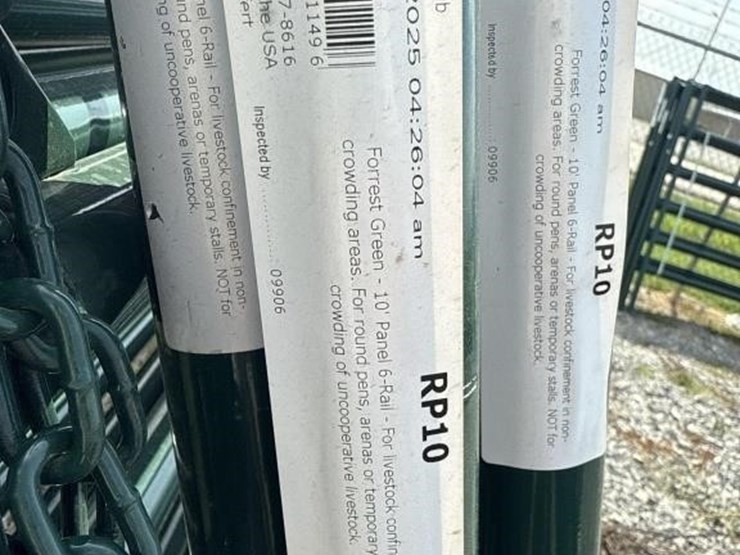 nel 6-Rail - For livestock confinement in non-
and pens, arenas or temporary stalls. NOT for
ng of uncooperative livestock.
1149 6
7-8616
he USA
ert
Inspected by .............. 09906
b
2025 04:26:04 am
RP10
Forrest Green - 10' Panel 6-Rail - For livestock confin
crowding areas. For round pens, arenas or temporary
crowding of uncooperative livestock.
04:26:04 am
RP10
Inspected by .............. 09906
Forrest Green - 10' Panel 6-Rail - For livestock confinement in non-
crowding areas. For round pens, arenas or temporary stalls. NOT for
crowding of uncooperative livestock.